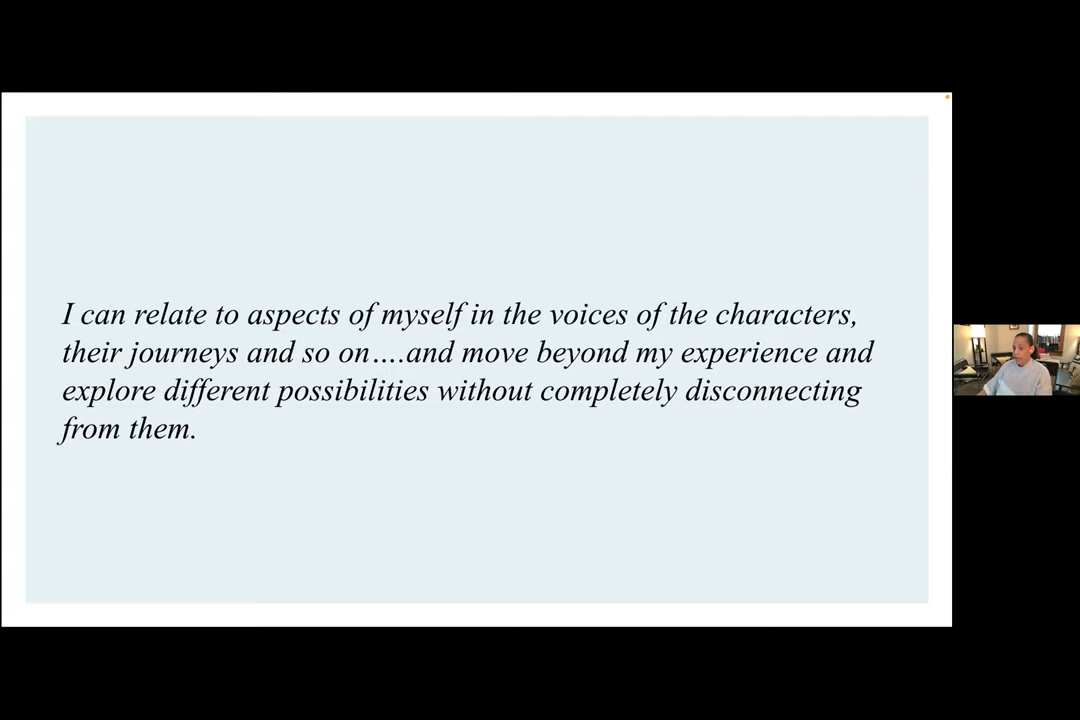 I can relate to aspects of myself in the voices of the characters,
their journeys and so on….and move beyond my experience and
explore different possibilities without completely disconnecting
from them.